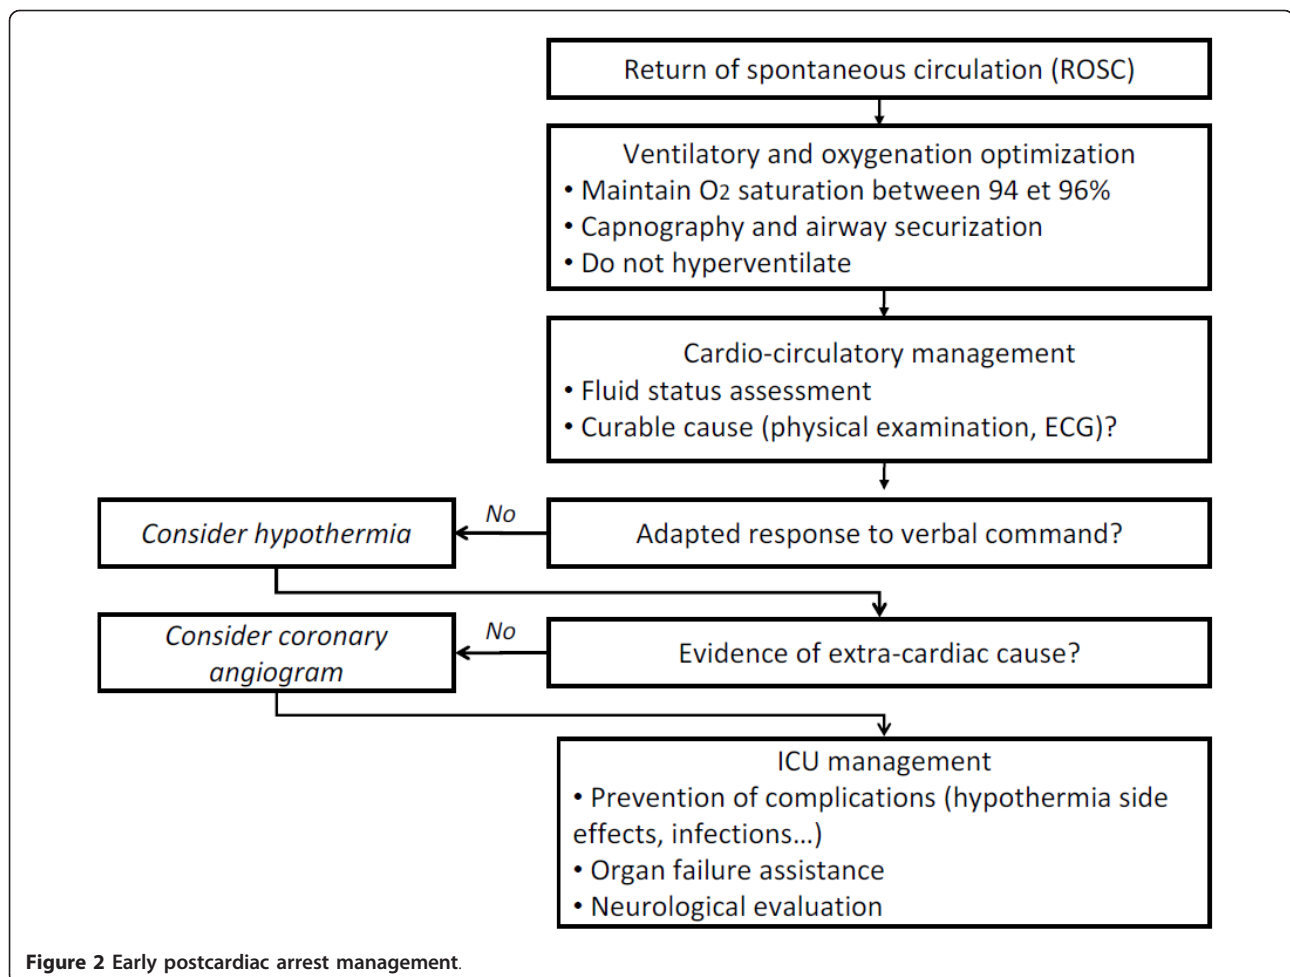 Return of spontaneous circulation (ROSC)
Ventilatory and oxygenation optimization
• Maintain O2 saturation between 94 et 96%
• Capnography and airway securization
• Do not hyperventilate
Cardio-circulatory management
• Fluid status assessment
• Curable cause (physical examination, ECG)?
Consider hypothermia
No
Adapted response to verbal command?
Consider coronary
angiogram
No
Evidence of extra-cardiac cause?
ICU management
• Prevention of complications (hypothermia side
effects, infections...)
• Organ failure assistance
• Neurological evaluation
Figure 2 Early postcardiac arrest management.